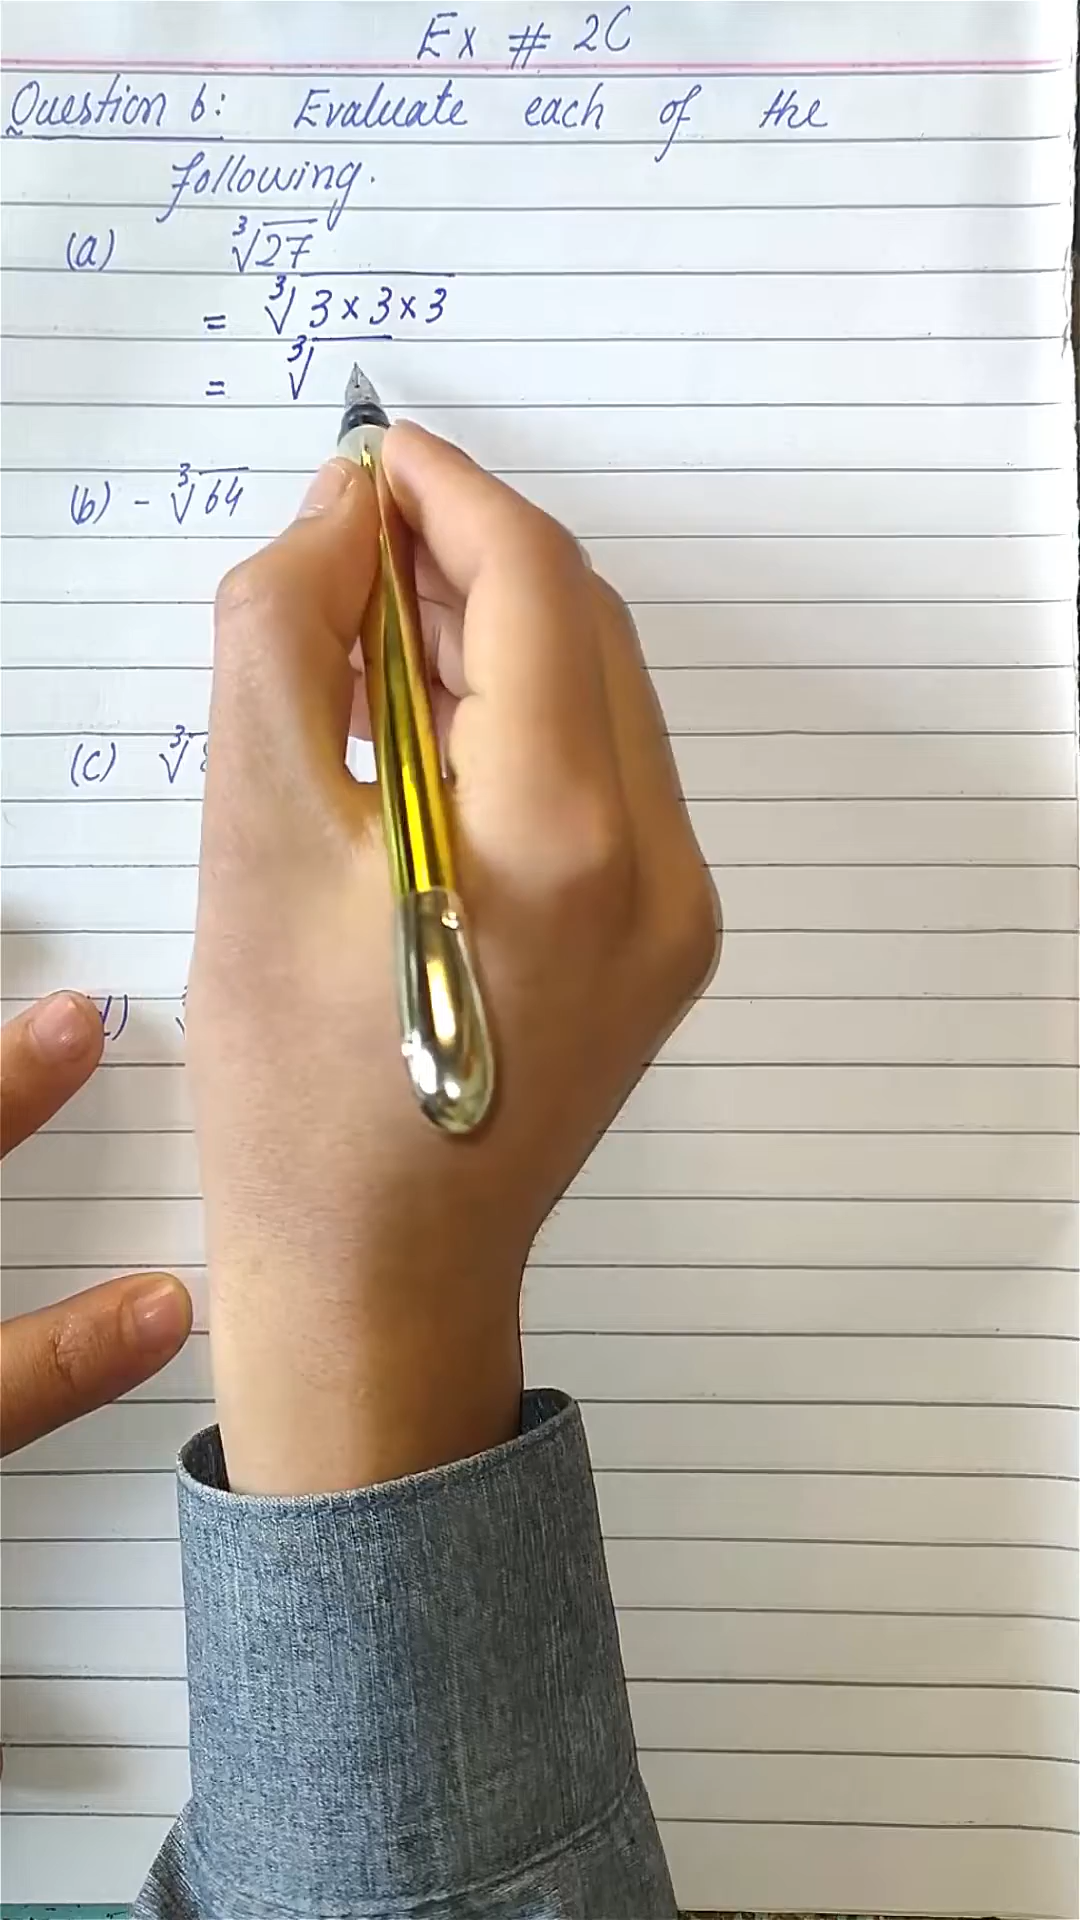 Ex # 2C
Question 6: Evaluate each of the
following.
(a) ∛27
= ∛3×3×3
= ∛
(b) - ∛64
(c) ∛